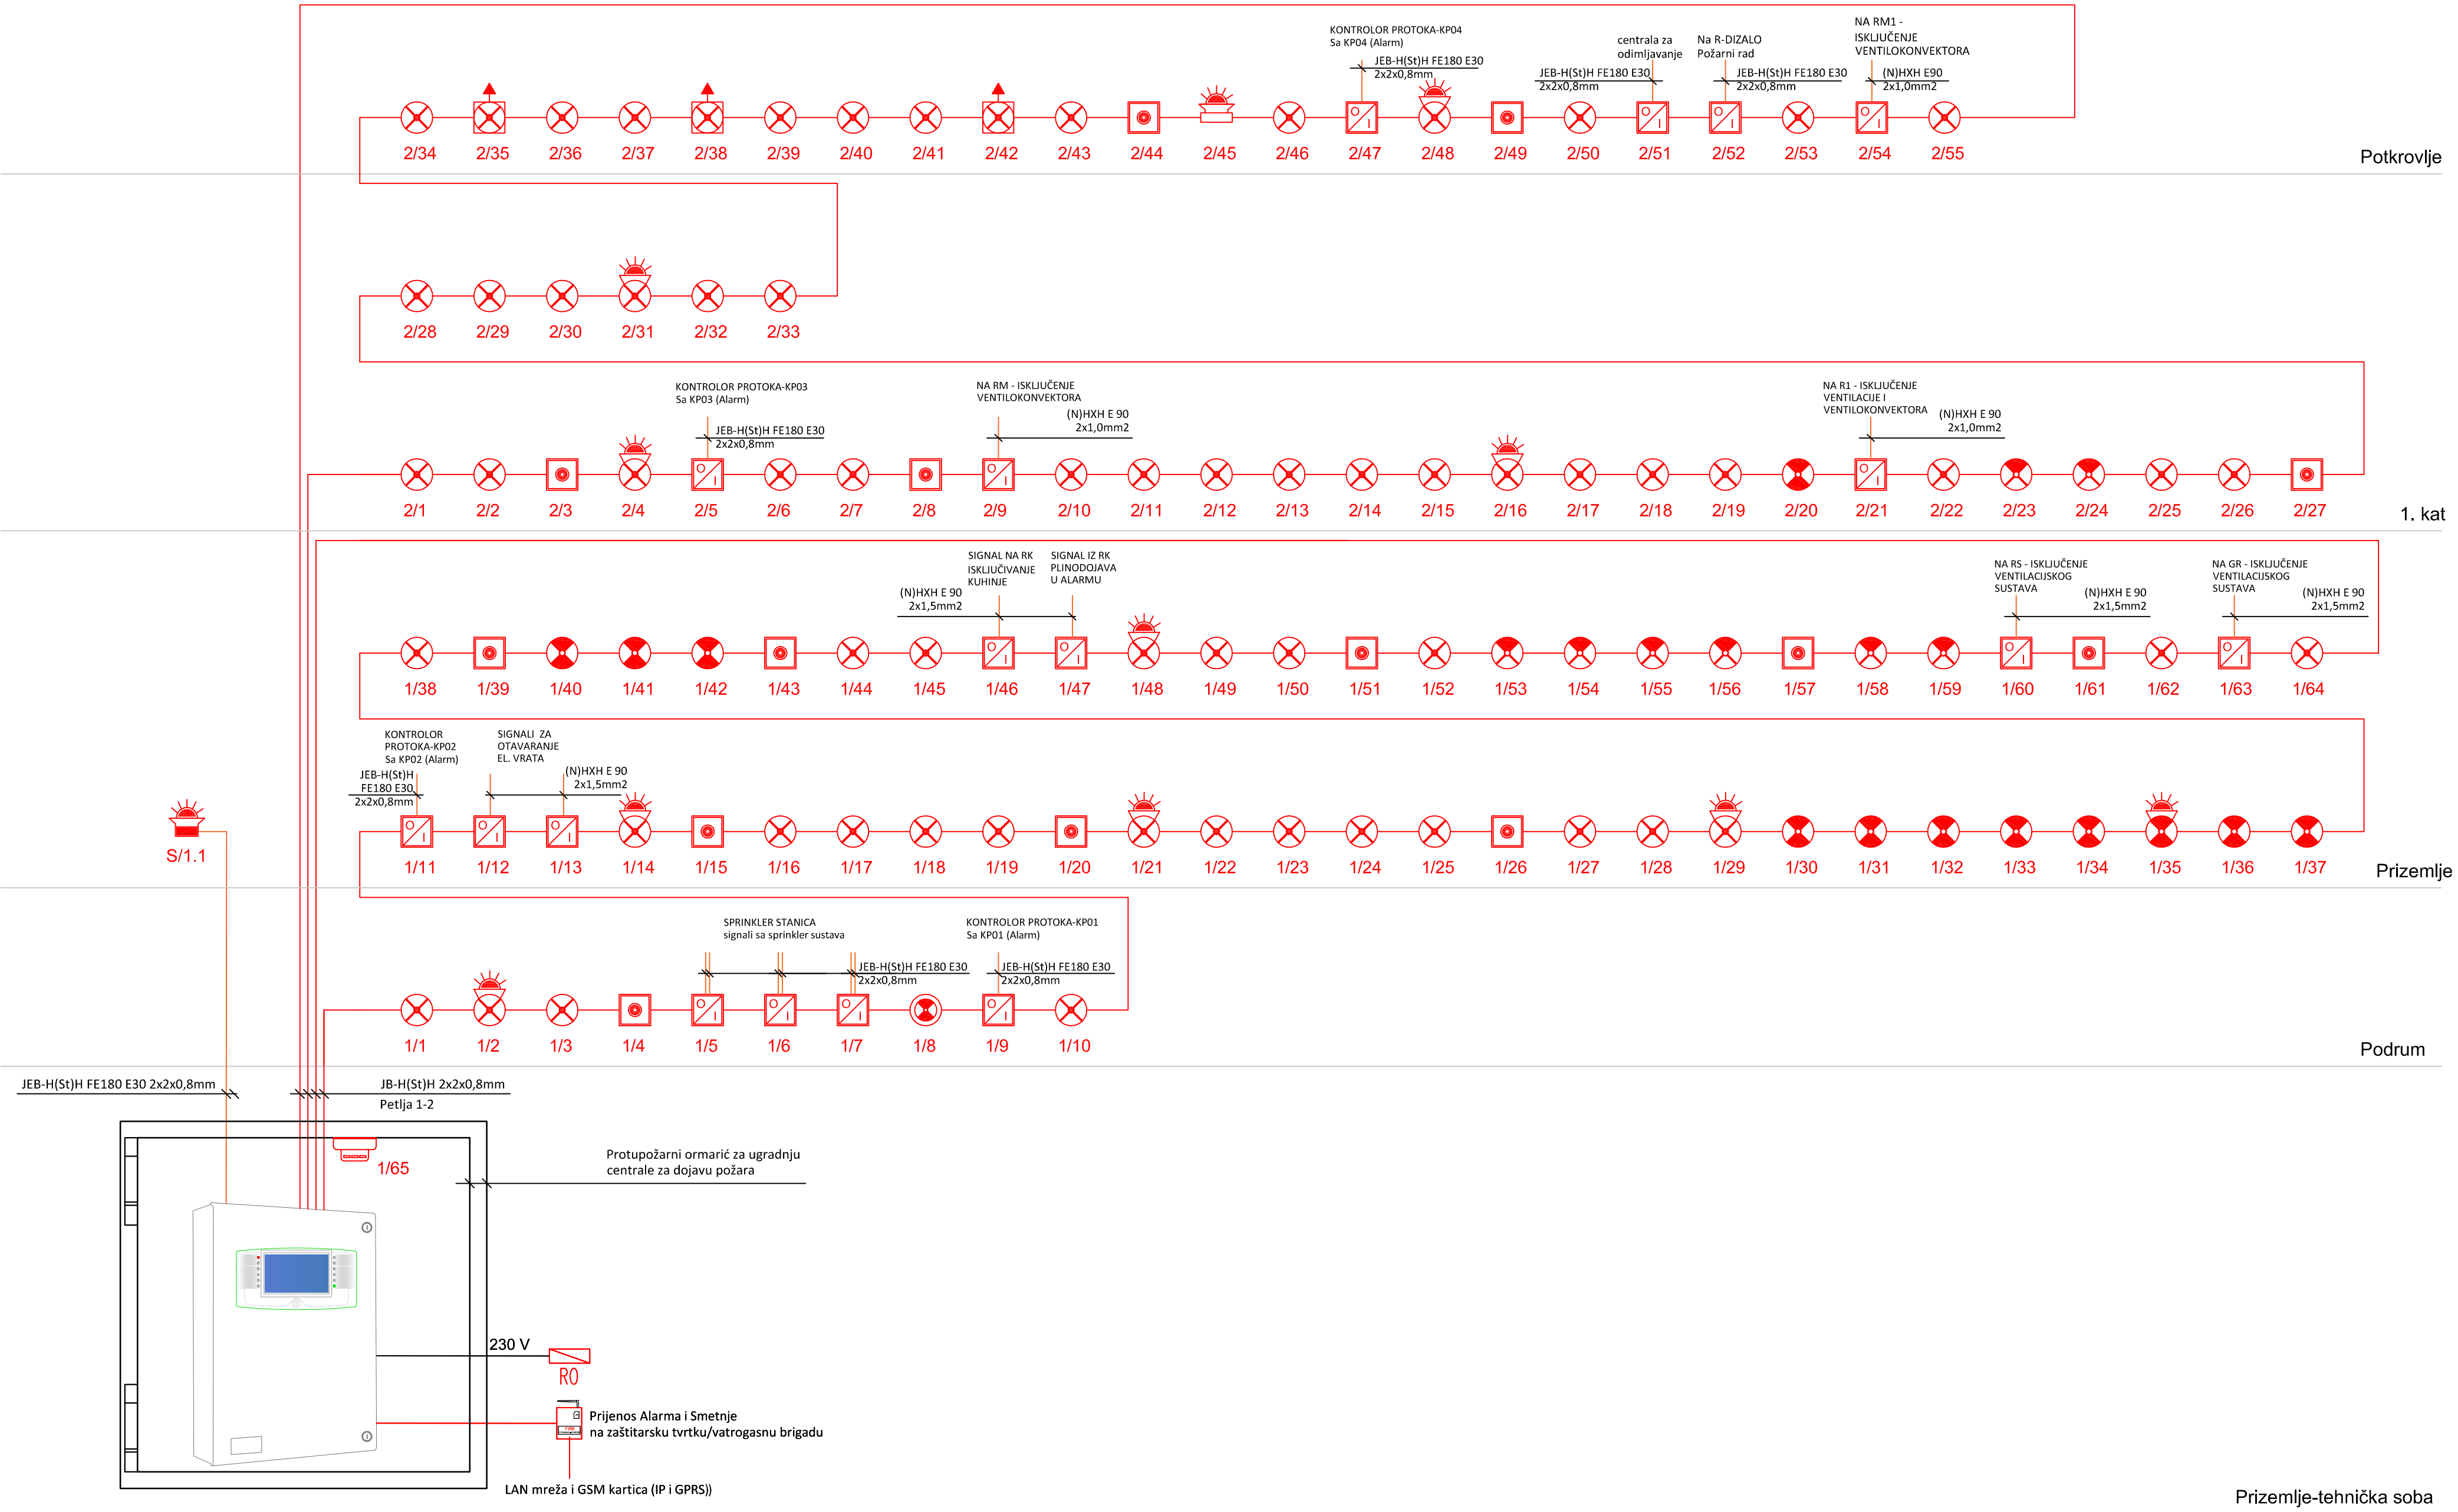 KONTROLOR PROTOKA-KP04
Sa KP04 (Alarm)
JEB-H(St)H FE180 E30
2x2x0,8mm
centrala za
odimljavanje
JEB-H(St)H FE180 E30
2x2x0,8mm
Na R-DIZALO
Požarni rad
JEB-H(St)H FE180 E30
2x2x0,8mm
NA RM1 -
ISKLJUČENJE
VENTILOKONVEKTORA
(N)HXH E90
2x1,0mm2
2/34 2/35 2/36 2/37 2/38 2/39 2/40 2/41 2/42 2/43 2/44 2/45 2/46 2/47 2/48 2/49 2/50 2/51 2/52 2/53 2/54 2/55
Potkrovlje
2/28 2/29 2/30 2/31 2/32 2/33
KONTROLOR PROTOKA-KP03
Sa KP03 (Alarm)
JEB-H(St)H FE180 E30
2x2x0,8mm
NA RM - ISKLJUČENJE
VENTILOKONVEKTORA
(N)HXH E 90
2x1,0mm2
NA R1 - ISKLJUČENJE
VENTILACIJE I
VENTILOKONVEKTORA
(N)HXH E 90
2x1,0mm2
O I O I O I
2/1 2/2 2/3 2/4 2/5 2/6 2/7 2/8 2/9 2/10 2/11 2/12 2/13 2/14 2/15 2/16 2/17 2/18 2/19 2/20 2/21 2/22 2/23 2/24 2/25 2/26 2/27
1. kat
SIGNAL NA RK
ISKLJUČIVANJE
KUHINJE
(N)HXH E 90
2x1,5mm2
SIGNAL IZ RK
PLINODOJAVA
U ALARMU
NA RS - ISKLJUČENJE
VENTILACIJSKOG
SUSTAVA
(N)HXH E 90
2x1,5mm2
NA GR - ISKLJUČENJE
VENTILACIJSKOG
SUSTAVA
(N)HXH E 90
2x1,5mm2
1/38 1/39 1/40 1/41 1/42 1/43 1/44 1/45 1/46 1/47 1/48 1/49 1/50 1/51 1/52 1/53 1/54 1/55 1/56 1/57 1/58 1/59 1/60 1/61 1/62 1/63 1/64
KONTROLOR
PROTOKA-KP02
Sa KP02 (Alarm)
JEB-H(St)H
FE180 E30
2x2x0,8mm
SIGNALI ZA
OTAVARANJE
EL. VRATA
(N)HXH E 90
2x1,5mm2
S/1.1
1/11 1/12 1/13 1/14 1/15 1/16 1/17 1/18 1/19 1/20 1/21 1/22 1/23 1/24 1/25 1/26 1/27 1/28 1/29 1/30 1/31 1/32 1/33 1/34 1/35 1/36 1/37
Prizemlje
SPRINKLER STANICA
signali sa sprinkler sustava
JEB-H(St)H FE180 E30
2x2x0,8mm
KONTROLOR PROTOKA-KP01
Sa KP01 (Alarm)
JEB-H(St)H FE180 E30
2x2x0,8mm
1/1 1/2 1/3 1/4 1/5 1/6 1/7 1/8 1/9 1/10
Podrum
JEB-H(St)H FE180 E30 2x2x0,8mm
JB-H(St)H 2x2x0,8mm
Petlja 1-2
1/65
Protupožarni ormarić za ugradnju
centrale za dojavu požara
230 V
R0
Prijenos Alarma i Smetnje
na zaštitarsku tvrtku/vatrogasnu brigadu
LAN mreža i GSM kartica (IP i GPRS))
Prizemlje-tehnička soba